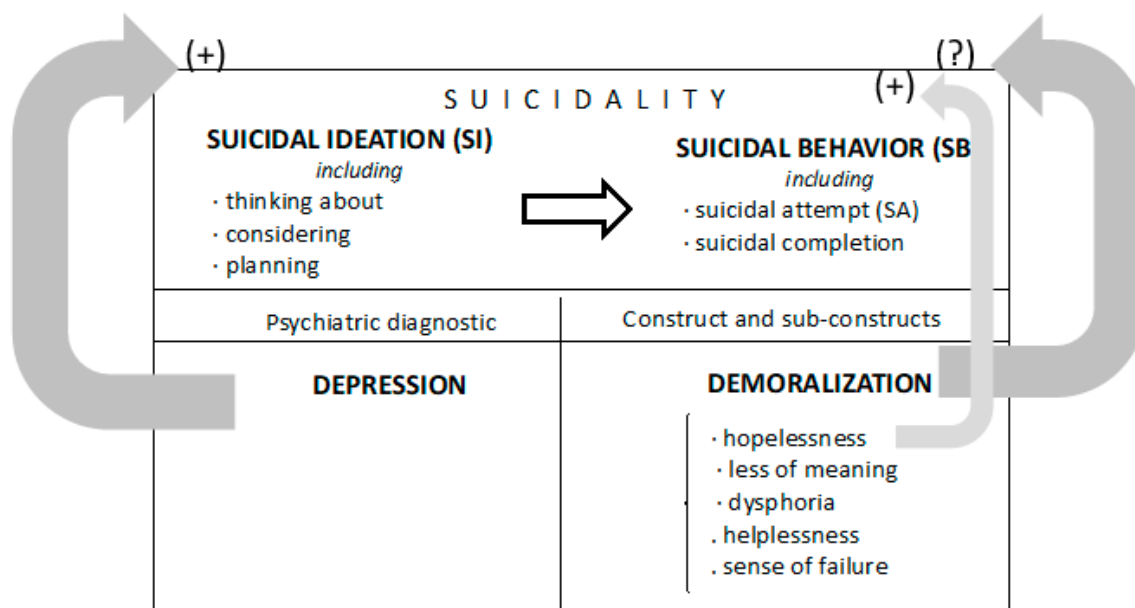 (+)
(?)
(+)
S U I C I D A L I T Y
SUICIDAL IDEATION (SI)
including
· thinking about
· considering
· planning
SUICIDAL BEHAVIOR (SB
including
· suicidal attempt (SA)
· suicidal completion
Psychiatric diagnostic
Construct and sub-constructs
DEPRESSION
DEMORALIZATION
· hopelessness
· less of meaning
· dysphoria
. helplessness
. sense of failure